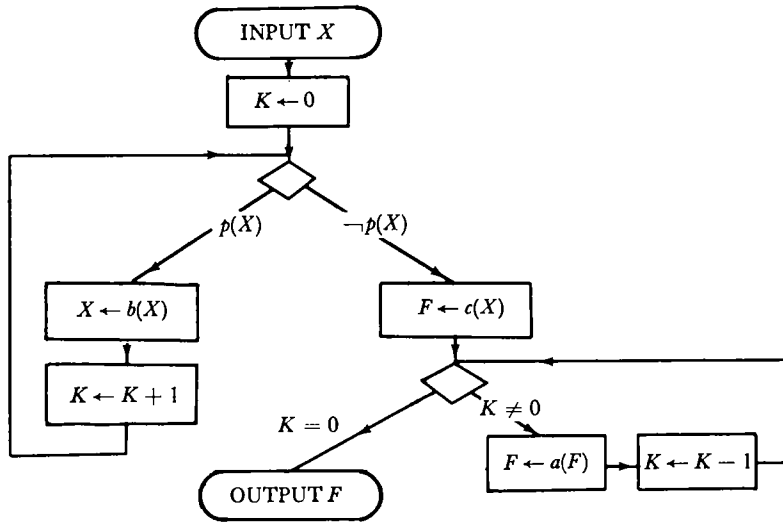 INPUT X
K ← 0
p(X)
¬p(X)
X ← b(X)
F ← c(X)
K ← K + 1
K = 0
K ≠ 0
F ← a(F)
K ← K − 1
OUTPUT F